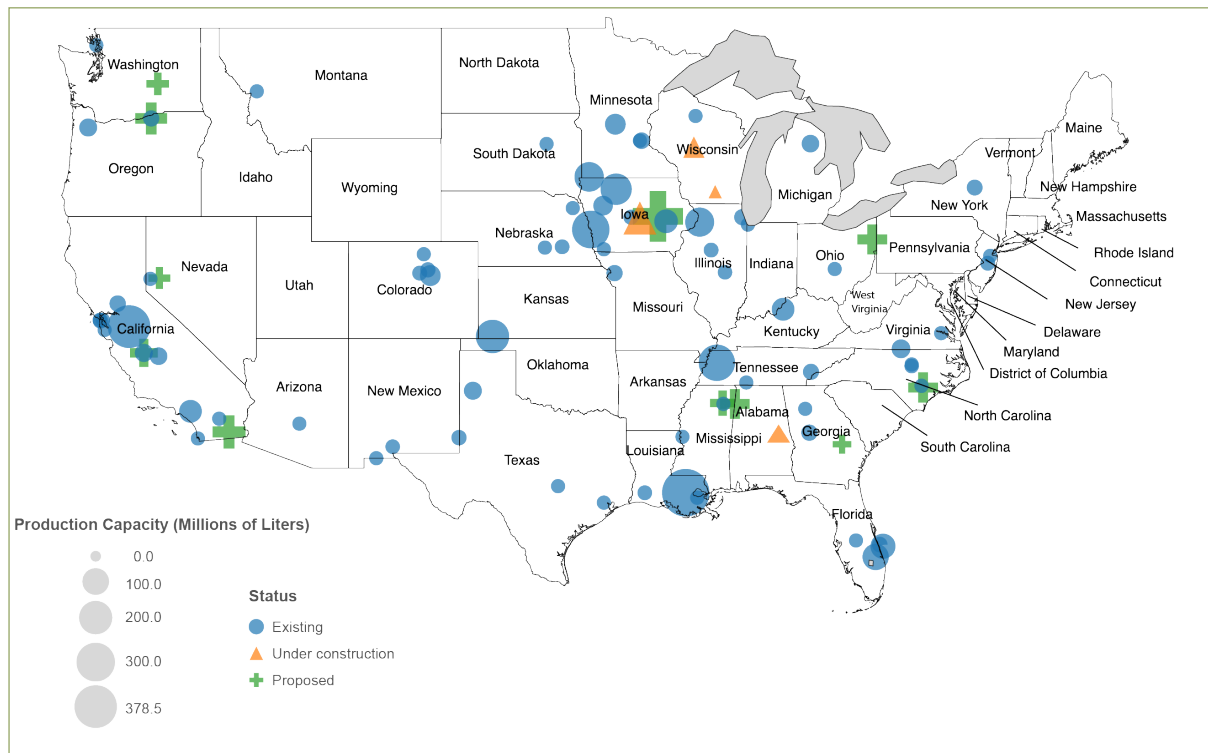 Washington
Montana
North Dakota
Minnesota
Maine
Vermont
Oregon
Idaho
South Dakota
Wisconsin
Wyoming
Michigan
New York
New Hampshire
Massachusetts
Iowa
Nebraska
Pennsylvania
Rhode Island
Nevada
Utah
Colorado
Illinois
Indiana
Ohio
Connecticut
Kansas
Missouri
West
Virginia
New Jersey
California
Kentucky
Virginia
Delaware
Maryland
Oklahoma
Tennessee
District of Columbia
Arizona
New Mexico
Arkansas
North Carolina
Alabama
Mississippi
Georgia
South Carolina
Louisiana
Texas
Florida
Production Capacity (Millions of Liters)
0.0
100.0
200.0
300.0
378.5
Status
Existing
Under construction
Proposed